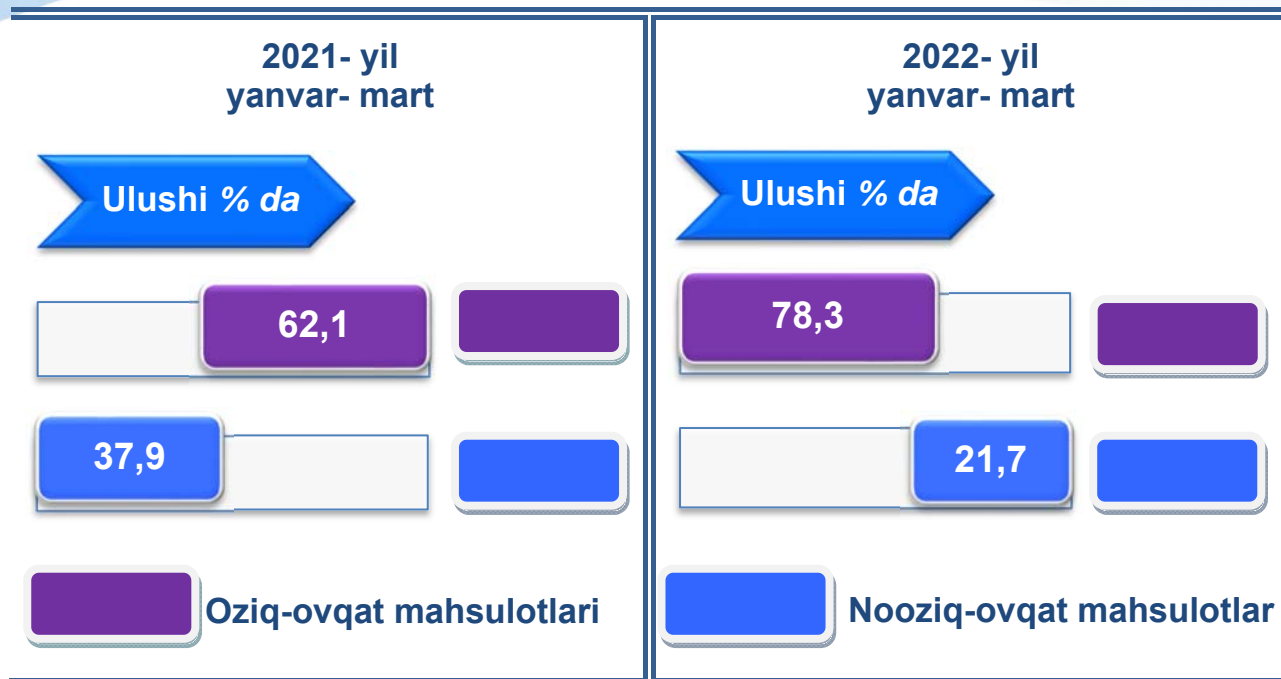 2021- yil
yanvar- mart
Ulushi % da
62,1
37,9
Oziq-ovqat mahsulotlari
2022- yil
yanvar- mart
Ulushi % da
78,3
21,7
Nooziq-ovqat mahsulotlar